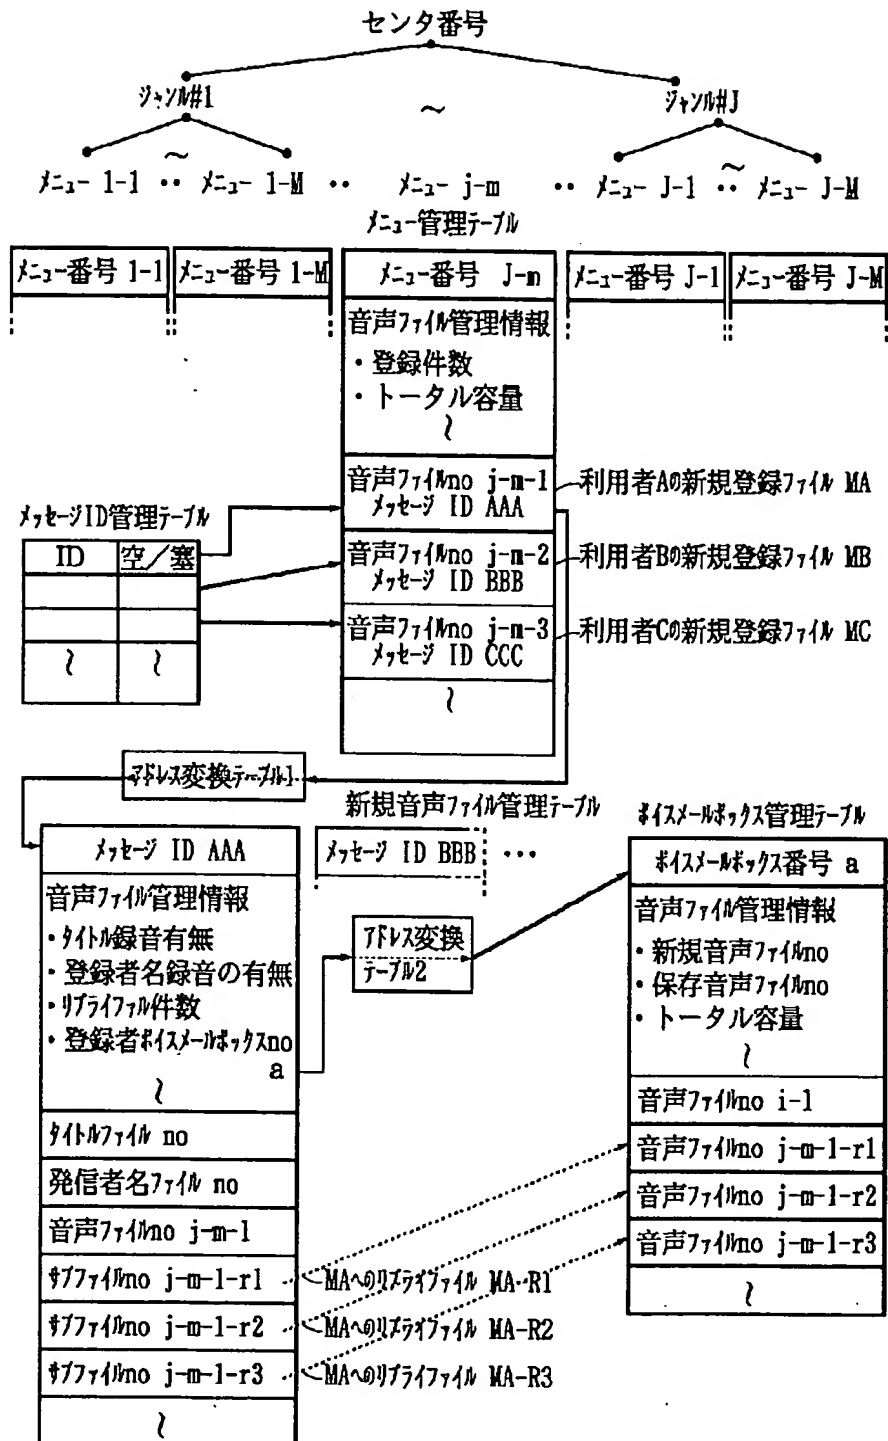 センタ番号
ジャンル#1 ～ ジャンル#J
～ ～
メニュー 1-1 ‥ メニュー 1-M ‥ メニュー j-m ‥ メニュー J-1 ‥ メニュー J-M
メニュー管理テーブル
メニュー番号 1-1 メニュー番号 1-M メニュー番号 J-m メニュー番号 J-1 メニュー番号 J-M
音声ファイル管理情報
・登録件数
・トータル容量
～
音声ファイルno j-m-1
メッセージ ID AAA
利用者Aの新規登録ファイル MA
音声ファイルno j-m-2
メッセージ ID BBB
利用者Bの新規登録ファイル MB
音声ファイルno j-m-3
メッセージ ID CCC
利用者Cの新規登録ファイル MC
～
メッセージID管理テーブル
ID 空／塞
～ ～
アドレス変換テーブル1
新規音声ファイル管理テーブル
メッセージ ID AAA
メッセージ ID BBB …
音声ファイル管理情報
・タイトル録音有無
・登録者名録音の有無
・リプライファル件数
・登録者ボイスメールボックスno
a
～
タイトルファイル no
発信者名ファイル no
音声ファイルno j-m-1
サブファイルno j-m-1-r1
MAへのリプライファイル MA-R1
サブファイルno j-m-1-r2
MAへのリプライファイル MA-R2
サブファイルno j-m-1-r3
MAへのリプライファイル MA-R3
～
アドレス変換
テーブル2
ボイスメールボックス管理テーブル
ボイスメールボックス番号 a
音声ファイル管理情報
・新規音声ファイルno
・保存音声ファイルno
・トータル容量
～
音声ファイルno i-1
音声ファイルno j-m-1-r1
音声ファイルno j-m-1-r2
音声ファイルno j-m-1-r3
～